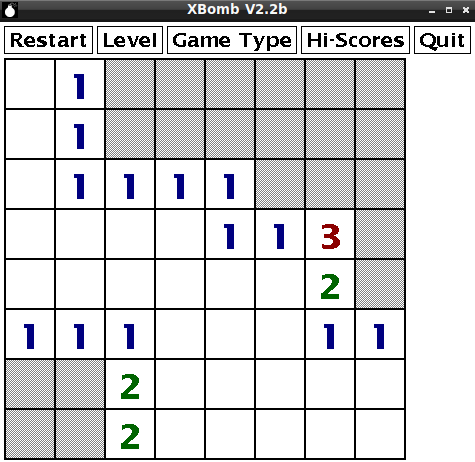 XBomb V2.2b
Restart Level Game Type Hi-Scores Quit
1
1
1 1 1 1
1 1 3
2
1 1 1 1 1
2
2